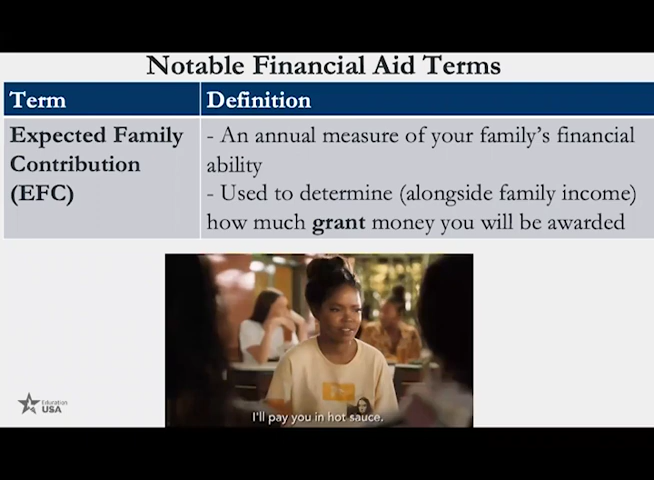 Notable Financial Aid Terms
Term
Definition
Expected Family
Contribution
(EFC)
- An annual measure of your family's financial
ability
- Used to determine (alongside family income)
how much grant money you will be awarded
I'll pay you in hot sauce.
Education
USA